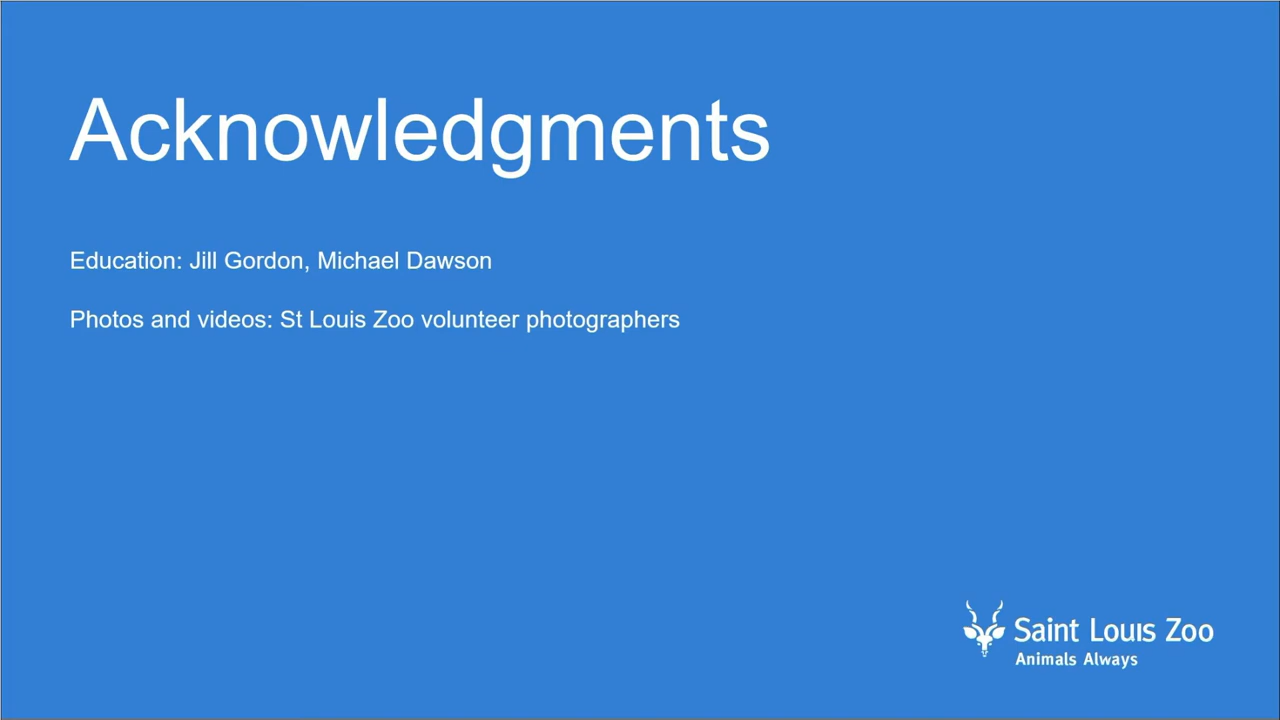 Acknowledgments
Education: Jill Gordon, Michael Dawson
Photos and videos: St Louis Zoo volunteer photographers
Saint Louis Zoo
Animals Always